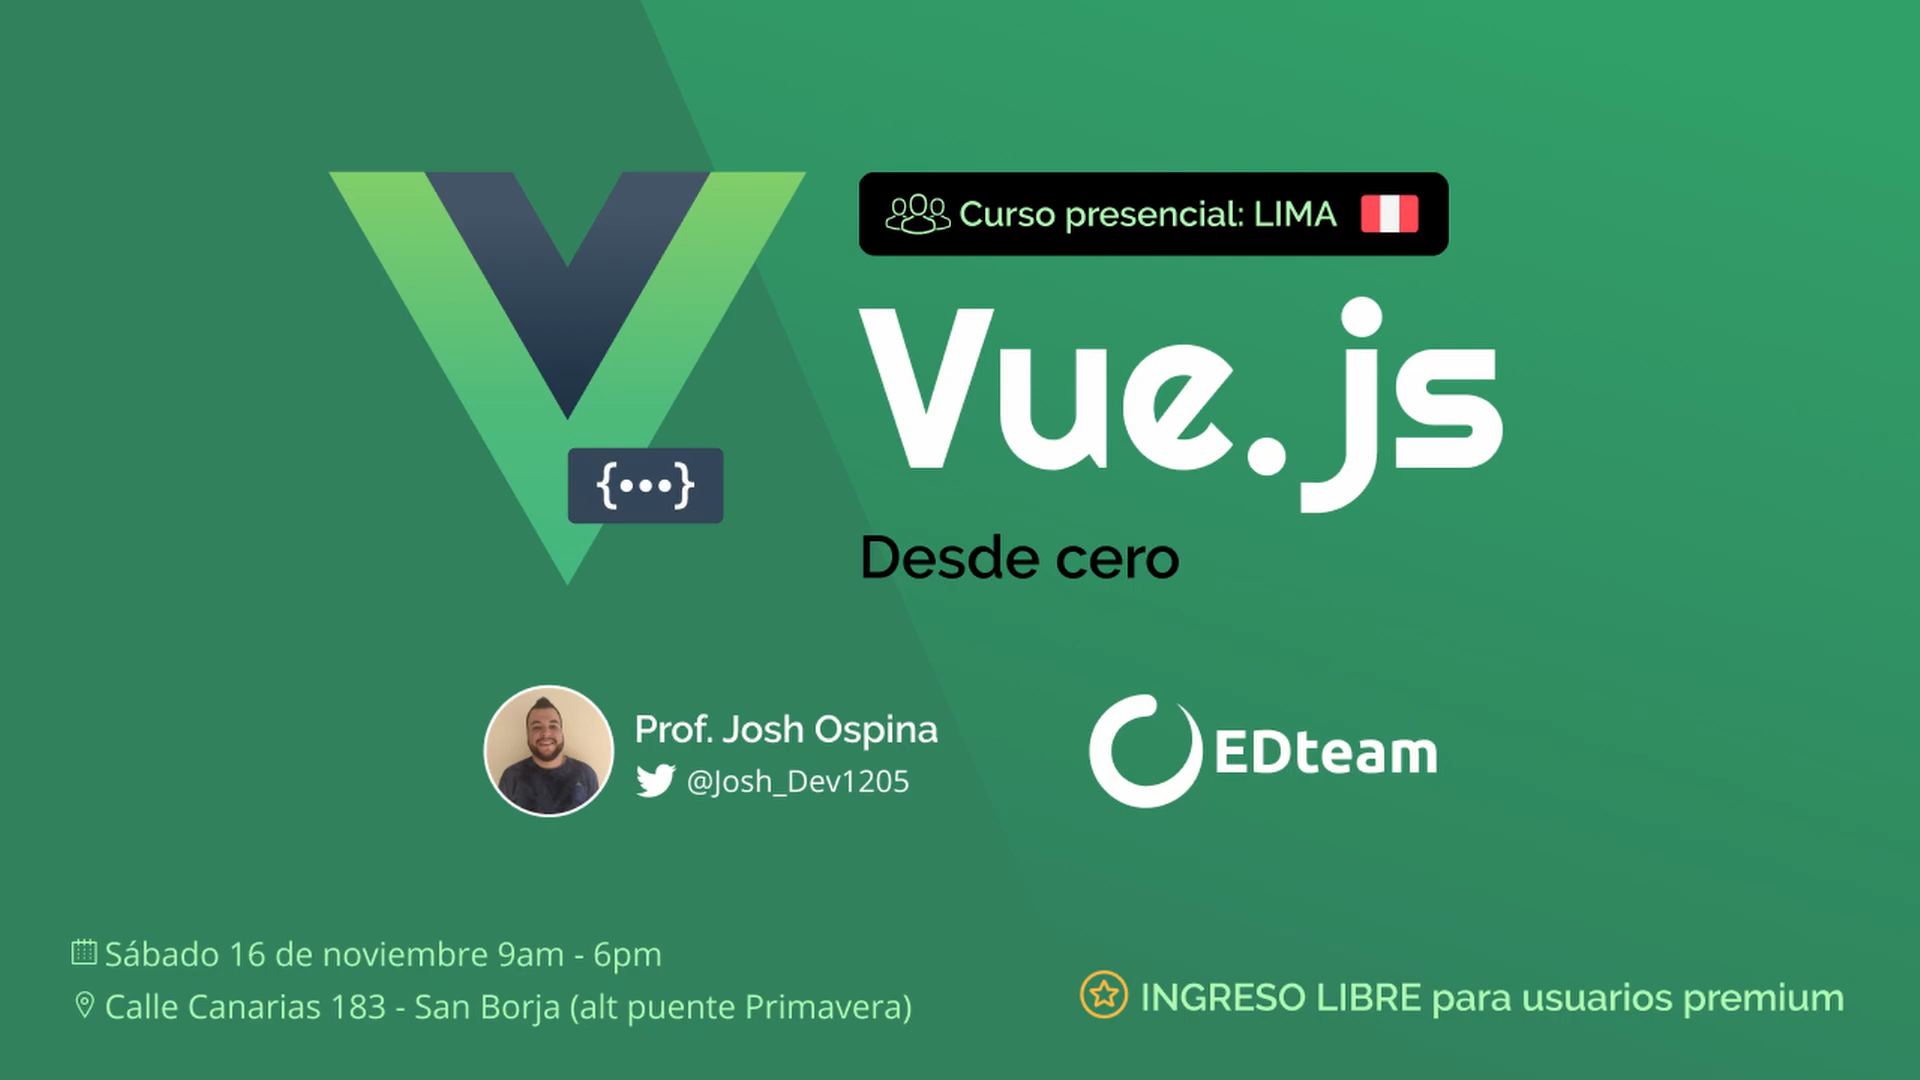 Curso presencial: LIMA
Vue.js
Desde cero
{•••}
Prof. Josh Ospina
@Josh_Dev1205
EDteam
Sábado 16 de noviembre 9am - 6pm
Calle Canarias 183 - San Borja (alt puente Primavera)
INGRESO LIBRE para usuarios premium